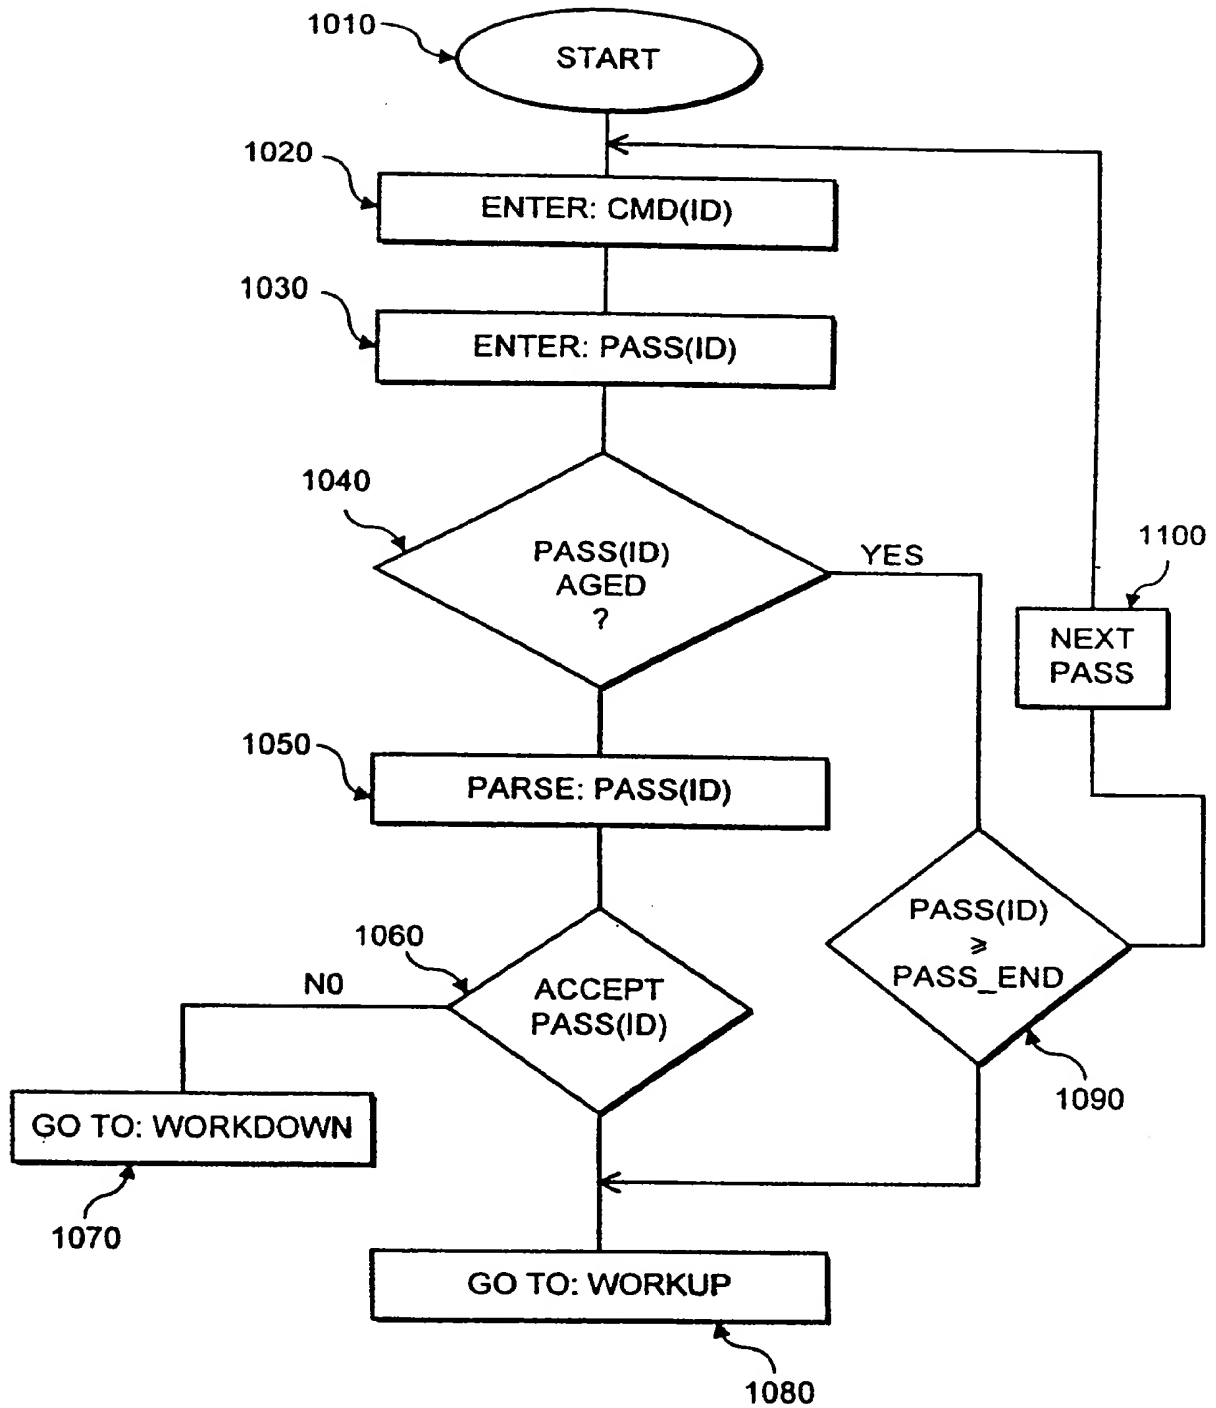 1010
START
1020
ENTER: CMD(ID)
1030
ENTER: PASS(ID)
1040
PASS(ID)
AGED
?
YES
1100
NEXT
PASS
1050
PARSE: PASS(ID)
PASS(ID)
⩾
PASS_END
1060
NO
ACCEPT
PASS(ID)
1090
GO TO: WORKDOWN
1070
GO TO: WORKUP
1080